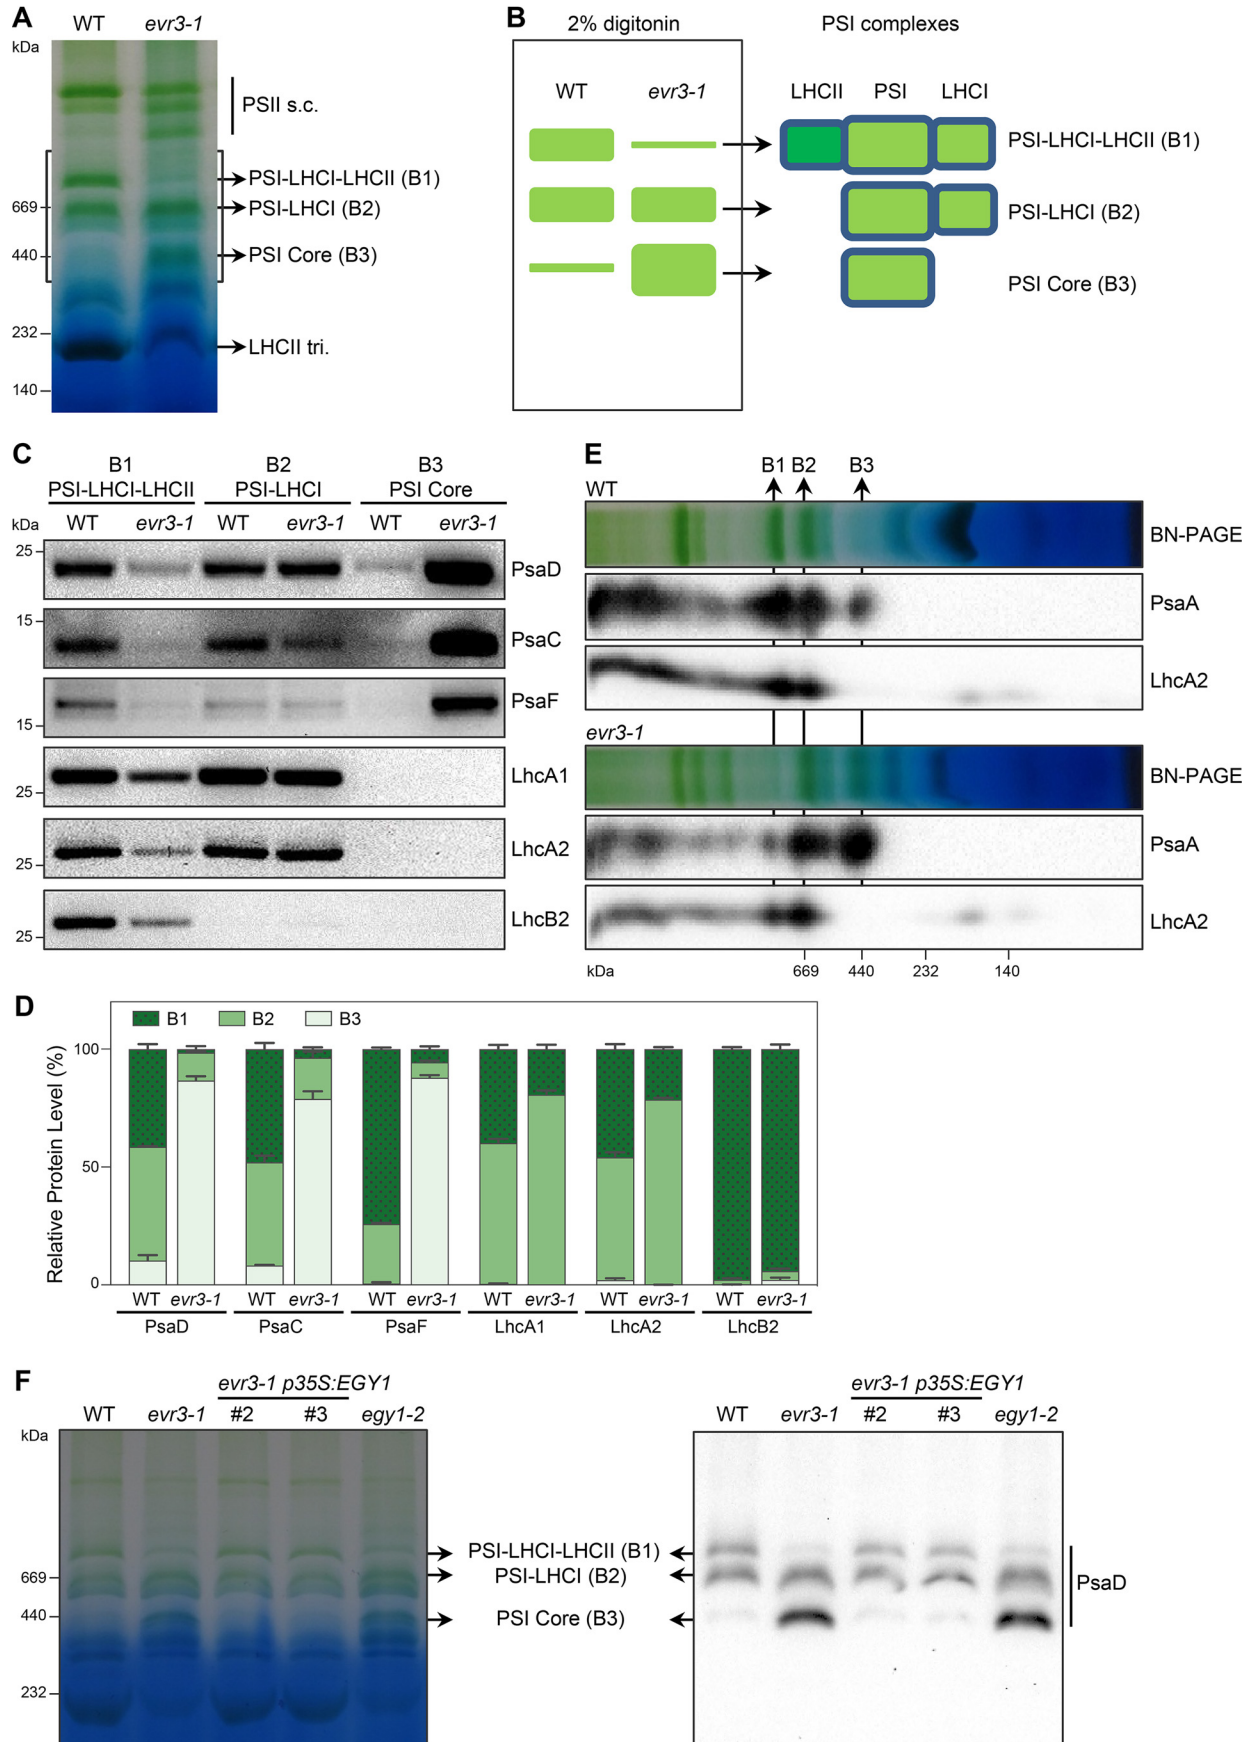 A
WT evr3-1
kDa
PSII s.c.
PSI-LHCI-LHCII (B1)
669
PSI-LHCI (B2)
440
PSI Core (B3)
232
LHCII tri.
140
B
2% digitonin PSI complexes
WT evr3-1
LHCII PSI LHCI
PSI-LHCI-LHCII (B1)
PSI-LHCI (B2)
PSI Core (B3)
C
B1 B2 B3
PSI-LHCI-LHCII PSI-LHCI PSI Core
kDa WT evr3-1 WT evr3-1 WT evr3-1
25 PsaD
15 PsaC
15 PsaF
25 LhcA1
25 LhcA2
25 LhcB2
E
B1 B2 B3
WT
BN-PAGE
PsaA
LhcA2
evr3-1
BN-PAGE
PsaA
LhcA2
kDa 669 440 232 140
D
B1 B2 B3
Relative Protein Level (%)
100
50
0
WT evr3-1 WT evr3-1 WT evr3-1 WT evr3-1 WT evr3-1 WT evr3-1
PsaD PsaC PsaF LhcA1 LhcA2 LhcB2
F
evr3-1 p35S:EGY1
WT evr3-1 #2 #3 egy1-2
kDa
669
440
232
PSI-LHCI-LHCII (B1)
PSI-LHCI (B2)
PSI Core (B3)
evr3-1 p35S:EGY1
WT evr3-1 #2 #3 egy1-2
PsaD